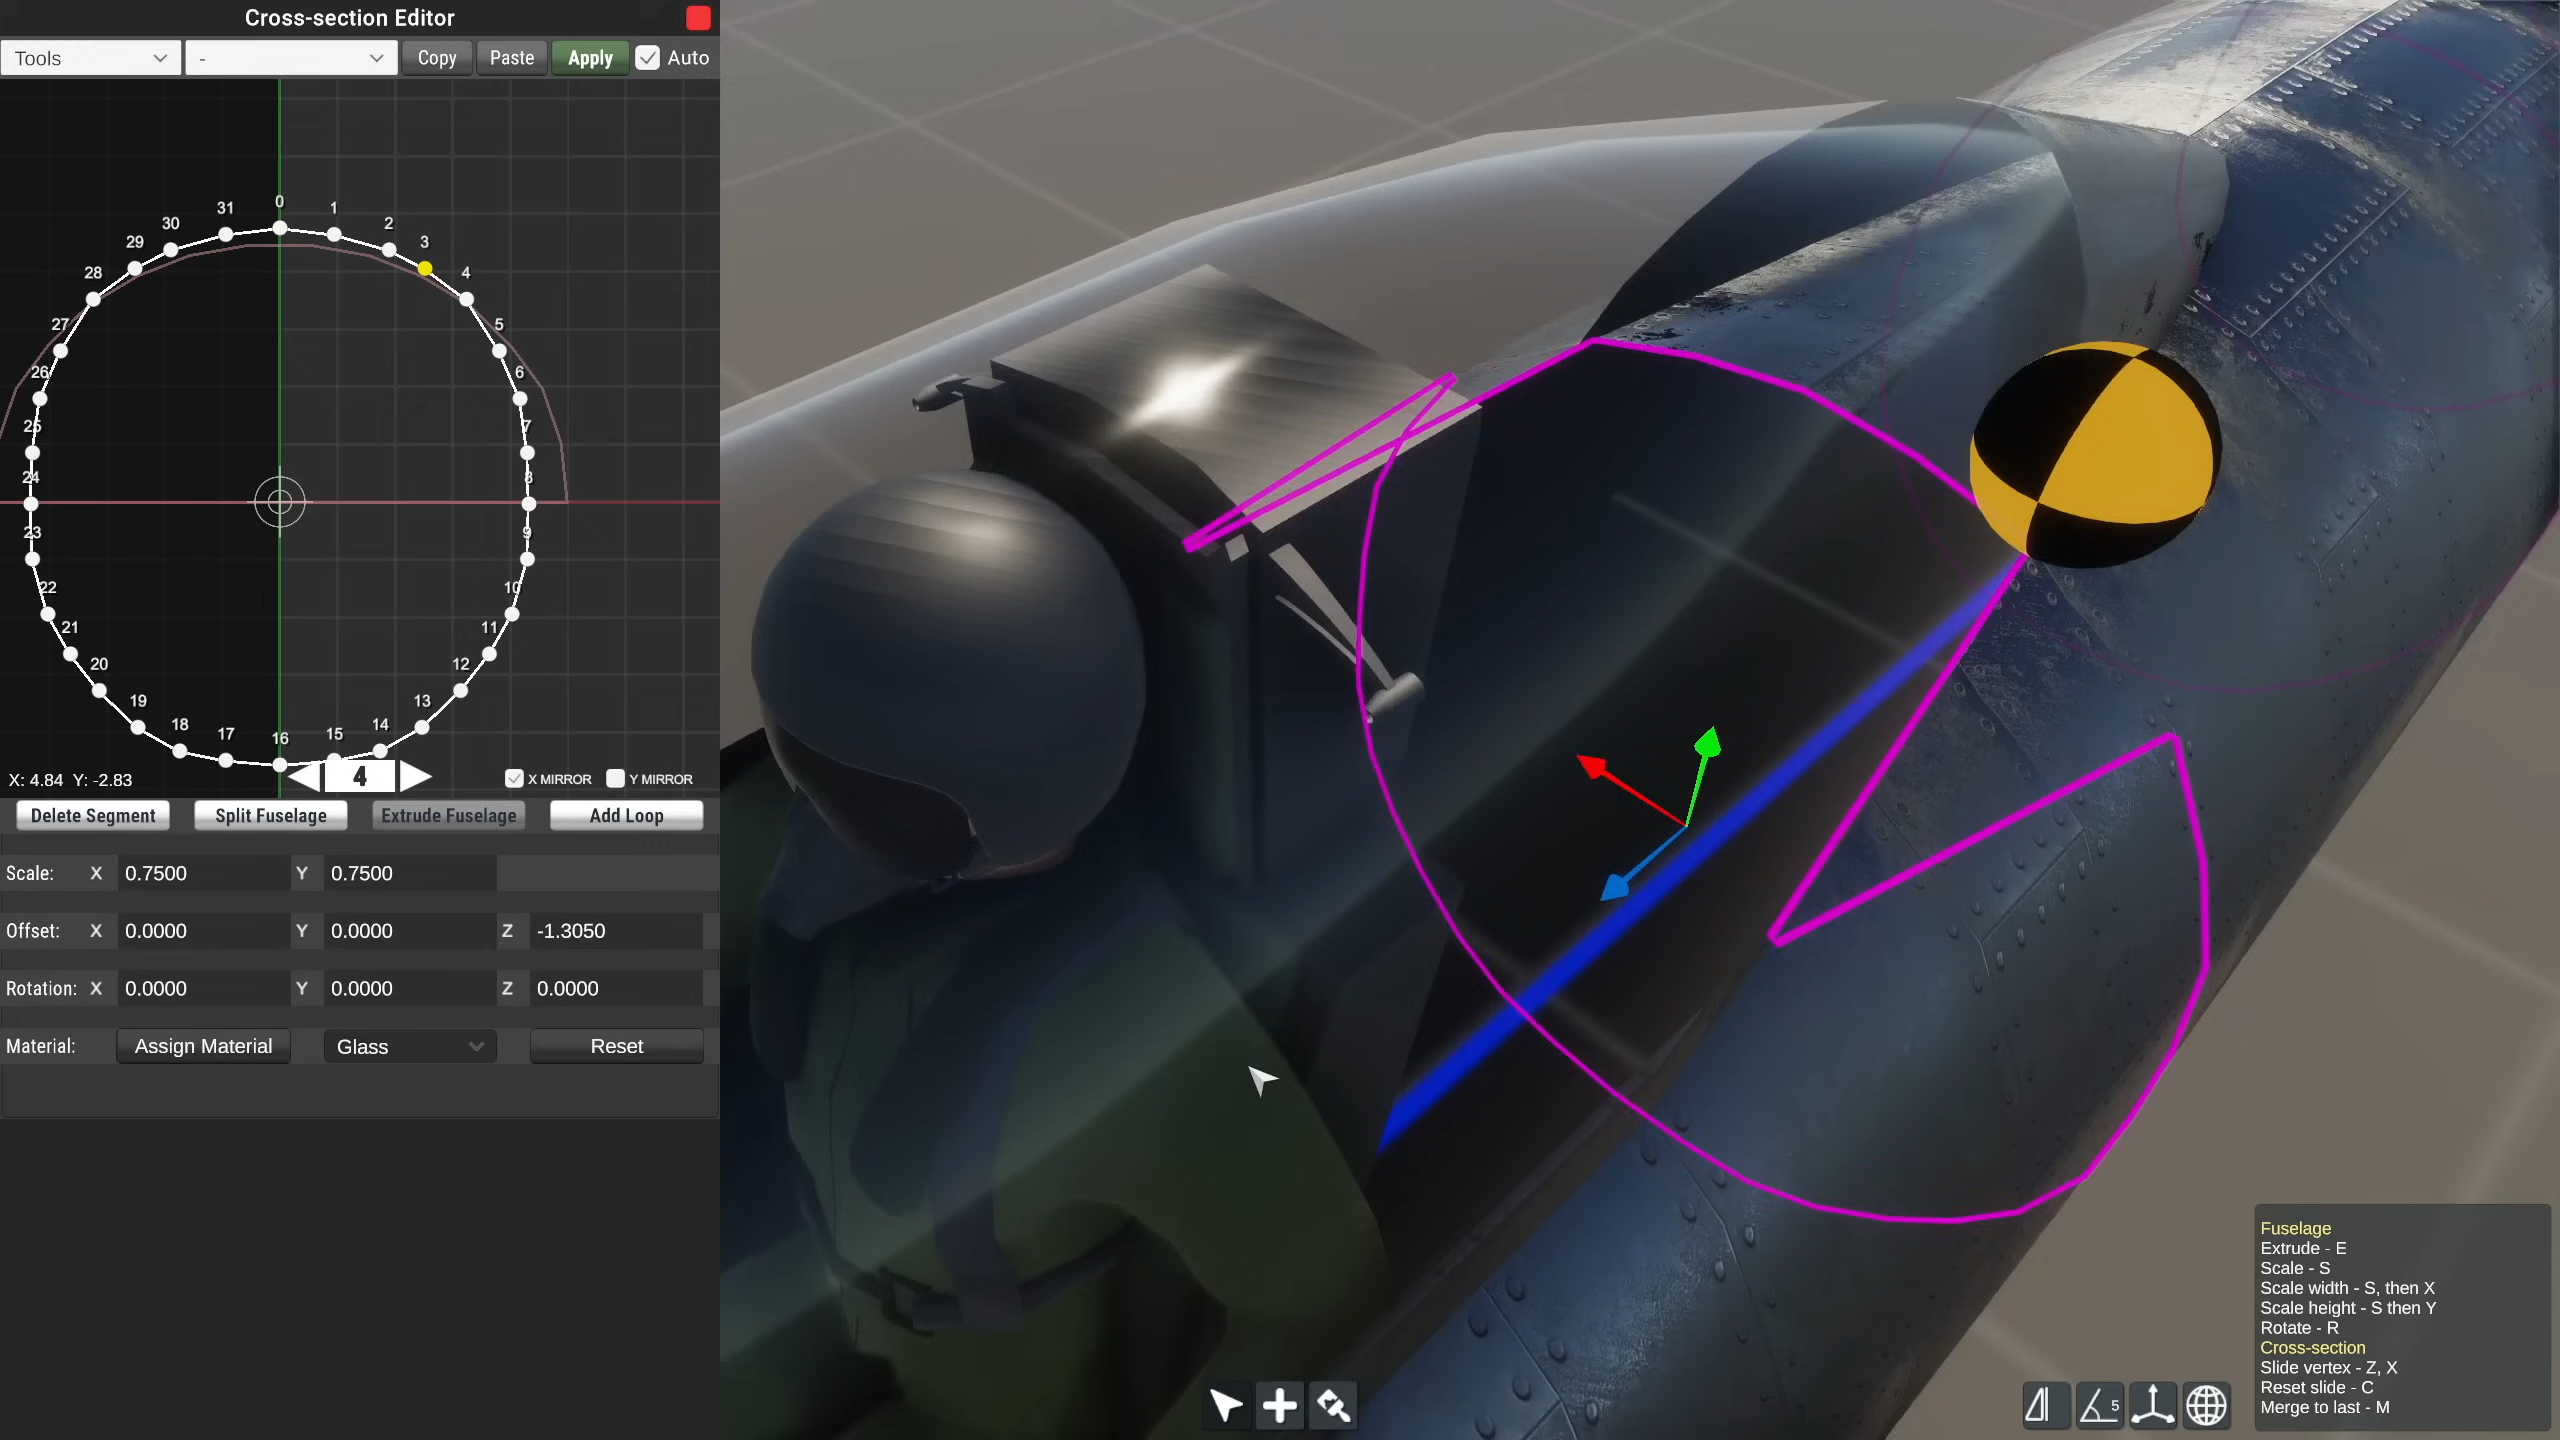 Cross-section Editor
Tools
-
Copy
Paste
Apply
Auto
0
31
1
30
2
29
3
28
4
27
5
26
6
25
7
24
8
23
9
22
10
21
11
20
12
19
13
18
14
17
15
16
X: 4.84 Y: -2.83
4
X MIRROR
Y MIRROR
Delete Segment
Split Fuselage
Extrude Fuselage
Add Loop
Scale: X 0.7500 Y 0.7500
Offset: X 0.0000 Y 0.0000 Z -1.3050
Rotation: X 0.0000 Y 0.0000 Z 0.0000
Material: Assign Material Glass Reset
5
Fuselage
Extrude - E
Scale - S
Scale width - S, then X
Scale height - S then Y
Rotate - R
Cross-section
Slide vertex - Z, X
Reset slide - C
Merge to last - M